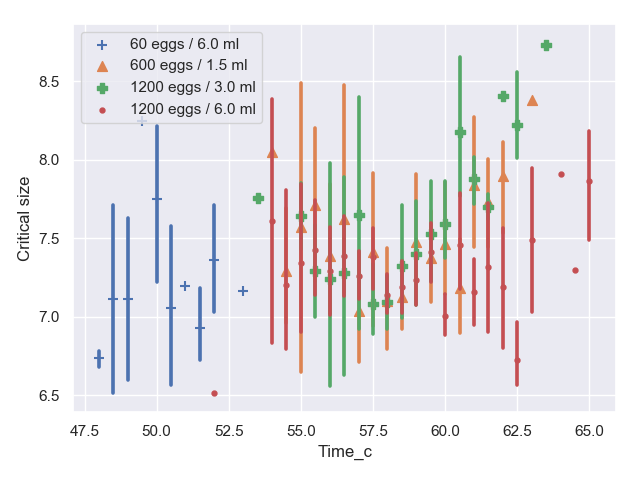 60 eggs / 6.0 ml
600 eggs / 1.5 ml
1200 eggs / 3.0 ml
1200 eggs / 6.0 ml
8.5
8.0
7.5
7.0
6.5
Critical size
47.5 50.0 52.5 55.0 57.5 60.0 62.5 65.0
Time_c